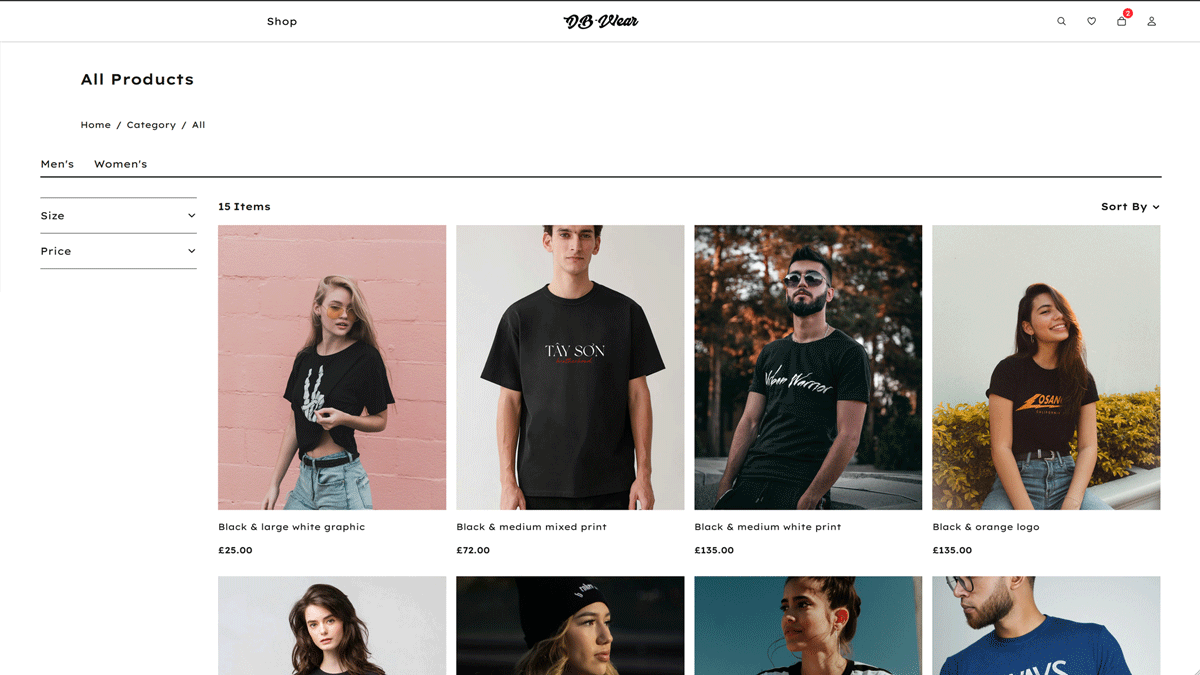 Shop
DB·Wear
2
All Products
Home / Category / All
Men's Women's
Size
Price
15 Items
Sort By
TÂY SƠN
Urban Warrior
Black & large white graphic
£25.00
Black & medium mixed print
£72.00
Black & medium white print
£135.00
Black & orange logo
£135.00